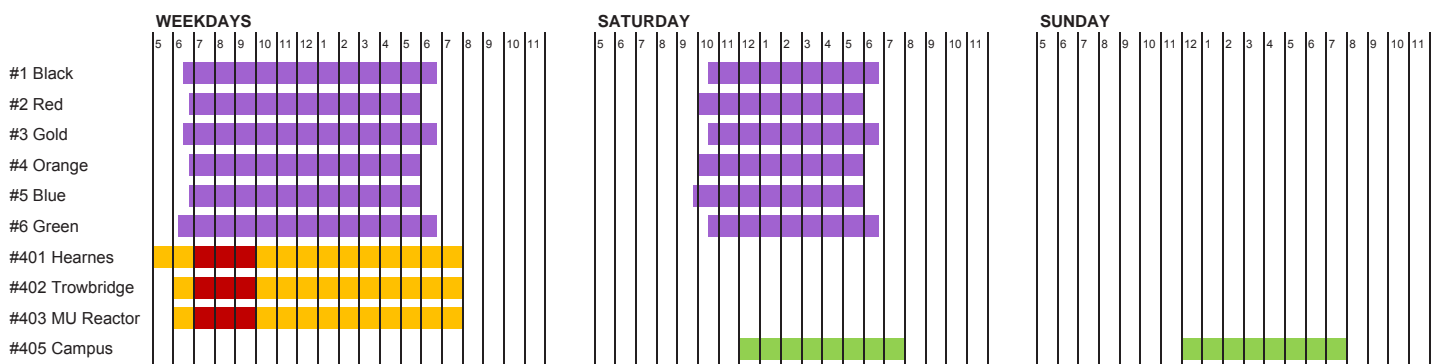 WEEKDAYS SATURDAY SUNDAY
5 6 7 8 9 10 11 12 1 2 3 4 5 6 7 8 9 10 11 5 6 7 8 9 10 11 12 1 2 3 4 5 6 7 8 9 10 11 5 6 7 8 9 10 11 12 1 2 3 4 5 6 7 8 9 10 11
#1 Black
#2 Red
#3 Gold
#4 Orange
#5 Blue
#6 Green
#401 Hearnes
#402 Trowbridge
#403 MU Reactor
#405 Campus